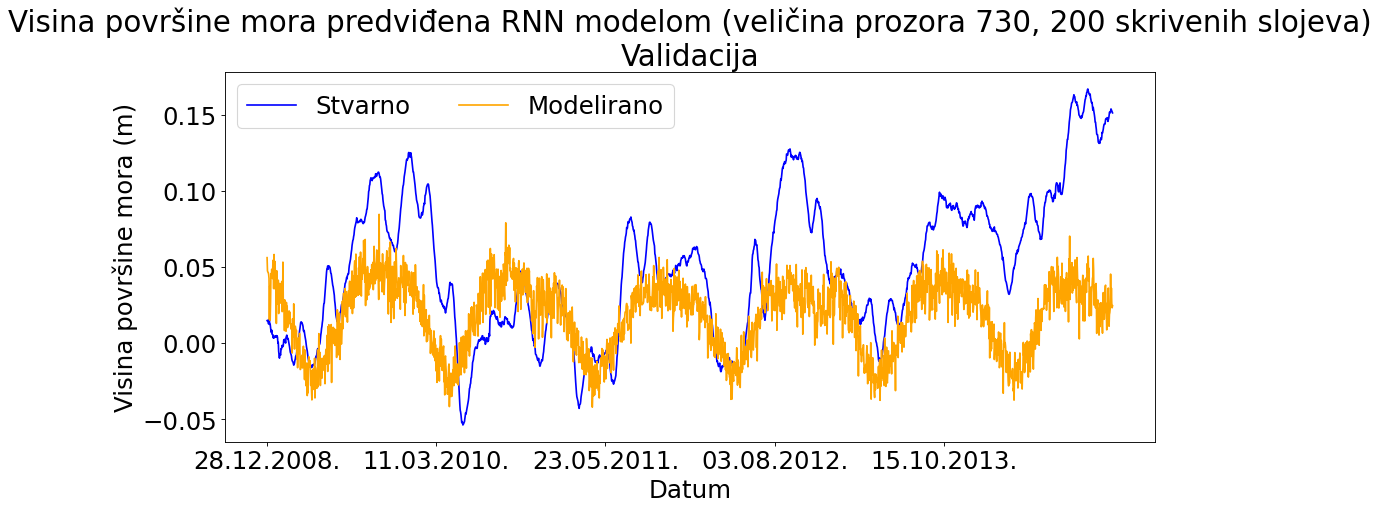 Visina površine mora predviđena RNN modelom (veličina prozora 730, 200 skrivenih slojeva)
Validacija
Stvarno
Modelirano
Visina površine mora (m)
0.15
0.10
0.05
0.00
−0.05
28.12.2008.
11.03.2010.
23.05.2011.
03.08.2012.
15.10.2013.
Datum